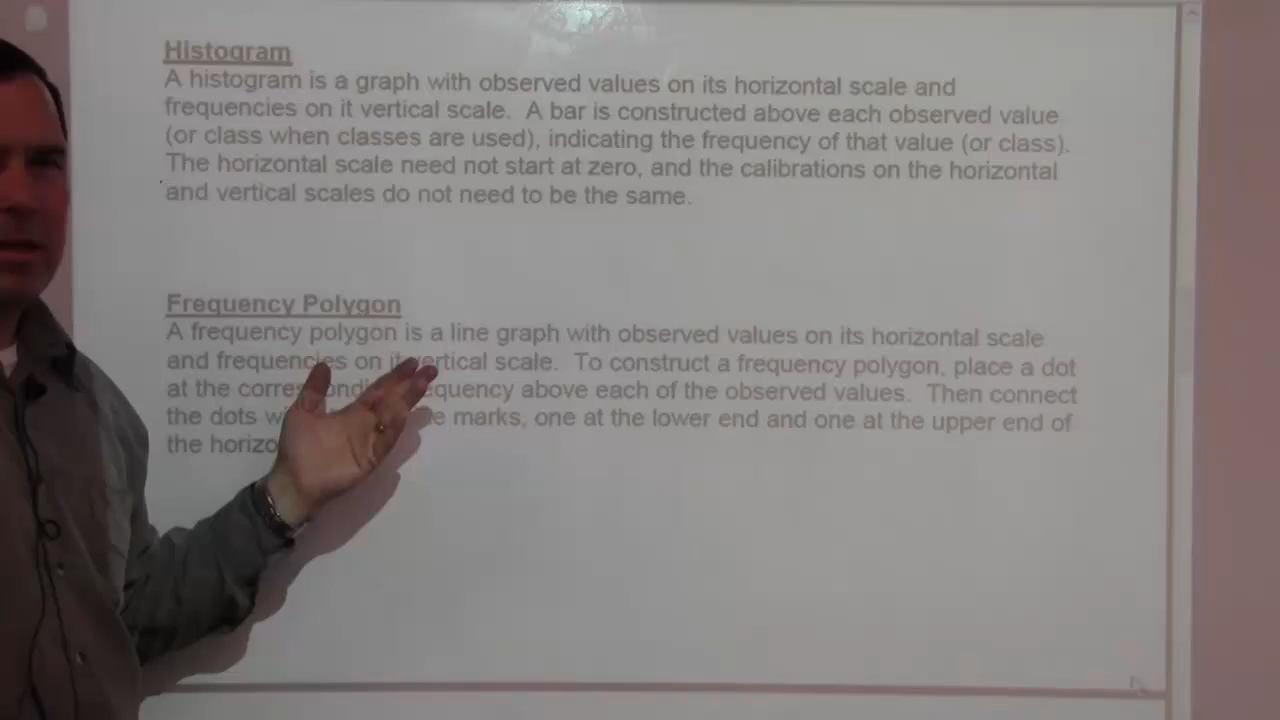 Histogram
A histogram is a graph with observed values on its horizontal scale and
frequencies on it vertical scale. A bar is constructed above each observed value
(or class when classes are used), indicating the frequency of that value (or class).
The horizontal scale need not start at zero, and the calibrations on the horizontal
and vertical scales do not need to be the same.
Frequency Polygon
A frequency polygon is a line graph with observed values on its horizontal scale
and frequencies on it vertical scale. To construct a frequency polygon, place a dot
at the above each of the observed values. Then connect
the dots marks, one at the lower end and one at the upper end of
the